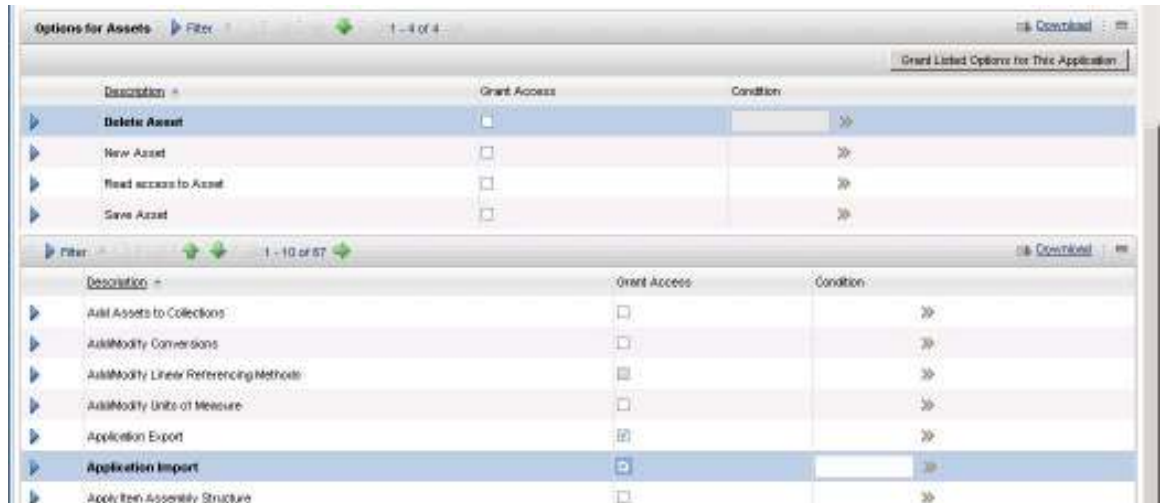 Options for Assets Filter 1 - 4 of 4 Download
Grant Listed Options for This Application
Description Grant Access Condition
Delete Asset
New Asset
Read access to Asset
Save Asset
Filter 1 - 10 of 67 Download
Description Grant Access Condition
Add Assets to Collections
Add/Modify Conversions
Add/Modify Linear Referencing Methods
Add/Modify Units of Measure
Application Export
Application Import
Apply Item Assembly Structure